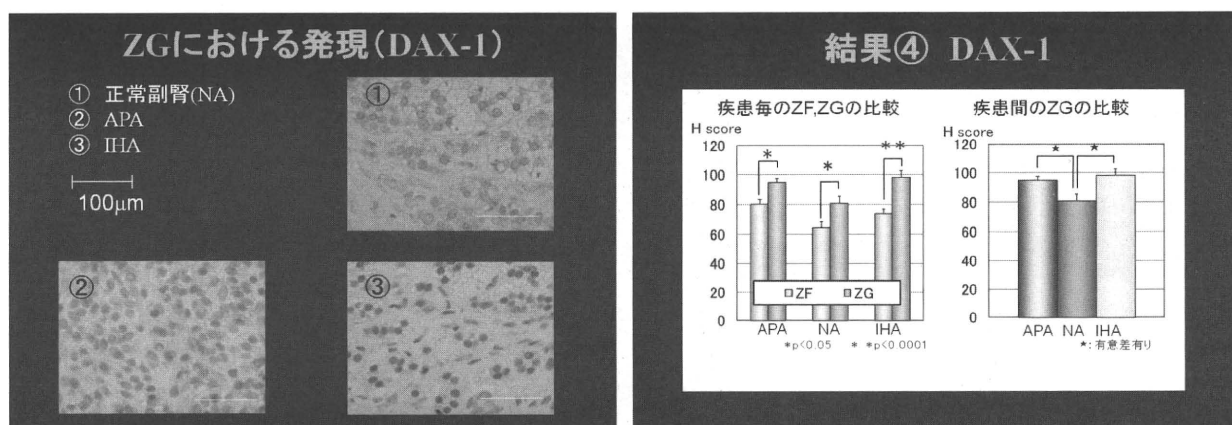 ZGにおける発現(DAX-1)
① 正常副腎(NA)
② APA
③ IHA
100μm
①
②
③
結果④ DAX-1
疾患毎のZF,ZGの比較
H score
120
100
80
60
40
20
0
*
*
**
ZF ZG
APA NA IHA
*p<0.05 * *p<0.0001
疾患間のZGの比較
H score
120
100
80
60
40
80
0
*
*
APA NA IHA
*:有意差有り